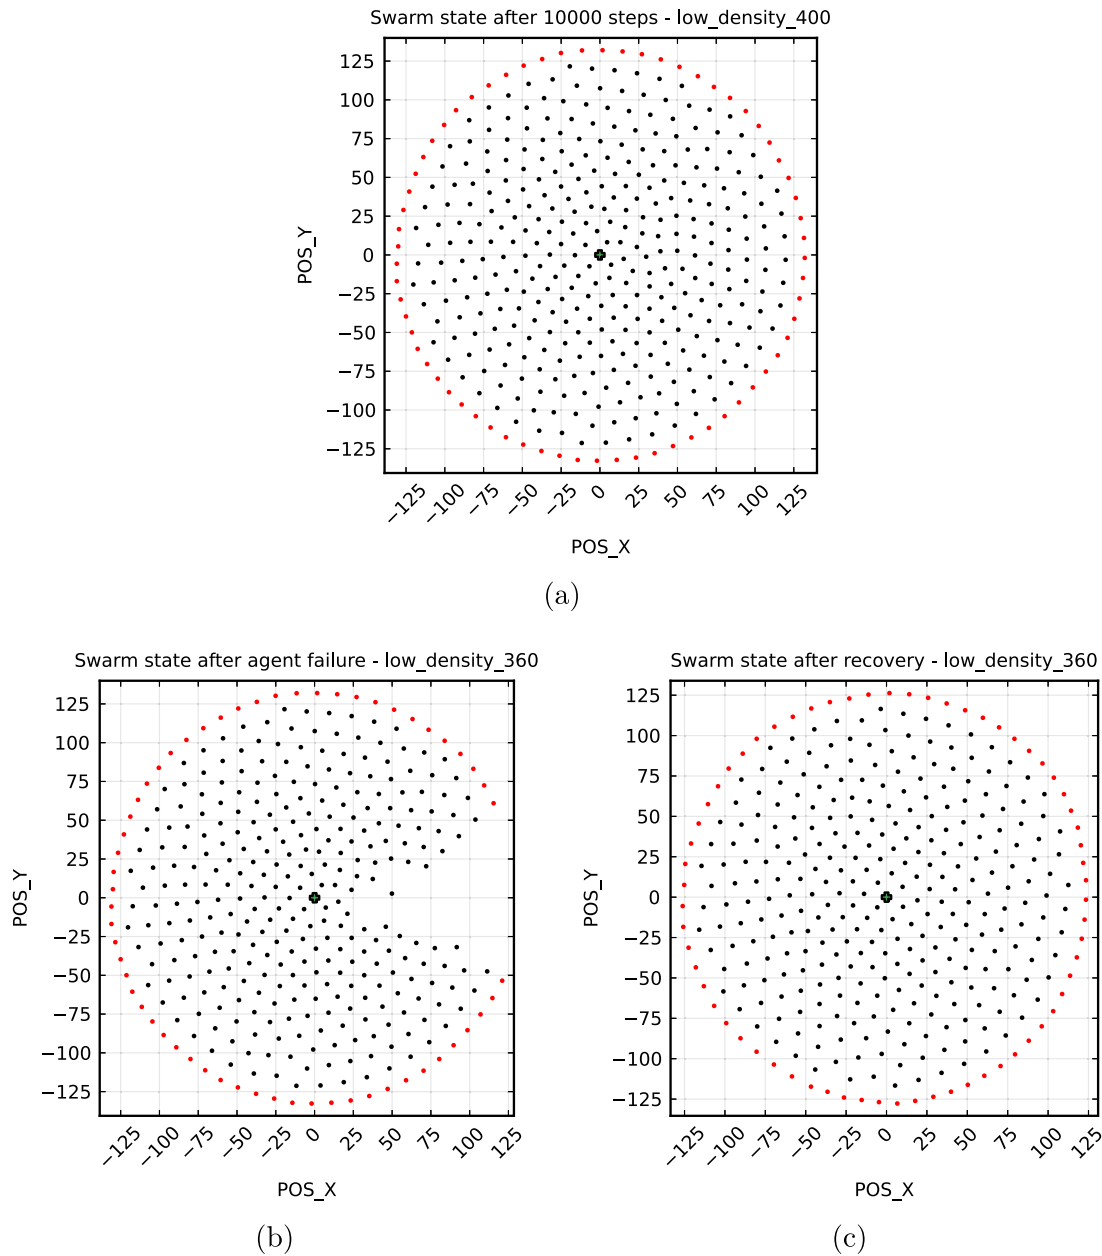 Swarm state after 10000 steps - low_density_400
125
100
75
50
25
0
−25
−50
−75
−100
−125
POS_Y
−125 −100 −75 −50 −25 0 25 50 75 100 125
POS_X
(a)
Swarm state after agent failure - low_density_360
125
100
75
50
25
0
−25
−50
−75
−100
−125
POS_Y
−125 −100 −75 −50 −25 0 25 50 75 100 125
POS_X
(b)
Swarm state after recovery - low_density_360
125
100
75
50
25
0
−25
−50
−75
−100
−125
POS_Y
−125 −100 −75 −50 −25 0 25 50 75 100 125
POS_X
(c)